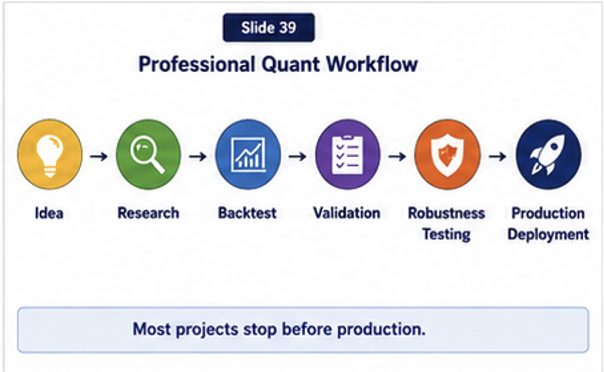 Slide 39
Professional Quant Workflow
Idea
Research
Backtest
Validation
Robustness
Testing
Production
Deployment
Most projects stop before production.